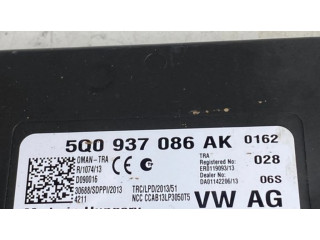 5Q0 937 086 AK 0162
OMAN-TRA
R/1074/13
D090016
30688/SDPPI/2013
4211
TRC/LPD/2013/51
NCC CCAB13LP3050T5
TRA
Registered No:
ER0119093/13
Dealer No:
DA01142206/13
028
06S
VW AG